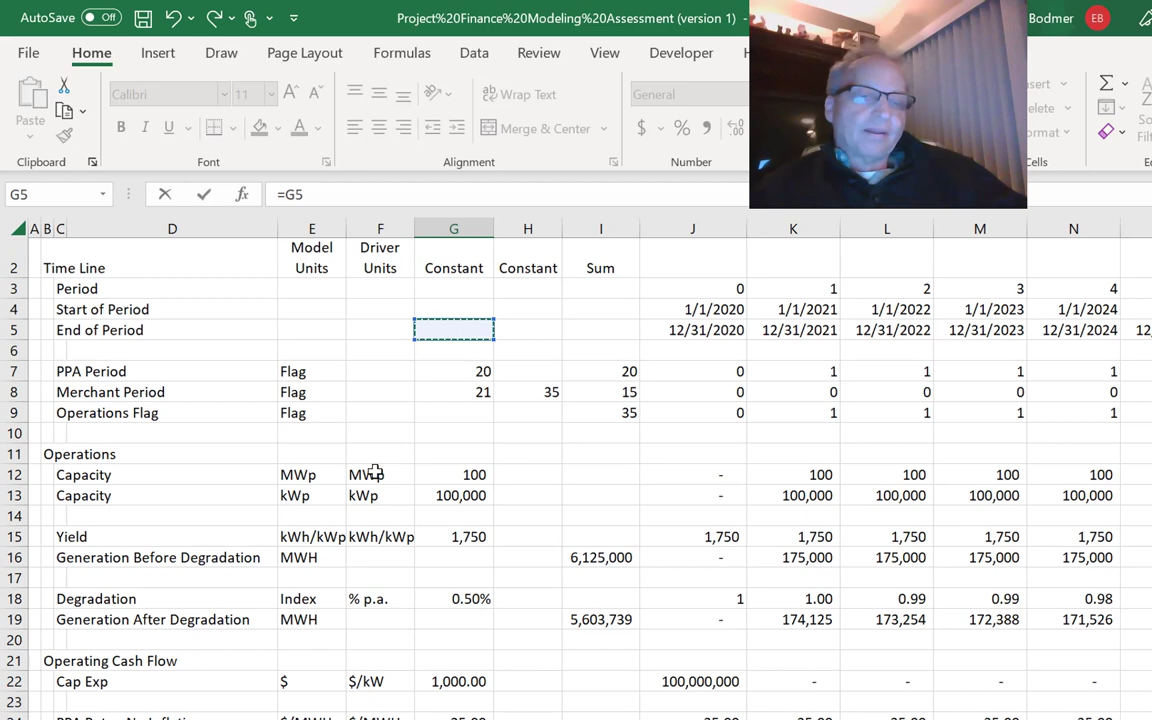 AutoSave Off Project%20Finance%20Modeling%20Assessment (version 1) - Bodmer EB
File Home Insert Draw Page Layout Formulas Data Review View Developer
Paste Calibri 11 A A B I U A ab Wrap Text Merge & Center General $ % Σ
Clipboard Font Alignment Number Cells
G5 fx =G5
A B C D E F G H I J K L M N
Model Driver
2 Time Line Units Units Constant Constant Sum
3 Period 0 1 2 3 4
4 Start of Period 1/1/2020 1/1/2021 1/1/2022 1/1/2023 1/1/2024
5 End of Period 12/31/2020 12/31/2021 12/31/2022 12/31/2023 12/31/2024 12
6
7 PPA Period Flag 20 20 0 1 1 1 1
8 Merchant Period Flag 21 35 15 0 0 0 0 0
9 Operations Flag Flag 35 0 1 1 1 1
10
11 Operations
12 Capacity MWp MWp 100 - 100 100 100 100
13 Capacity kWp kWp 100,000 - 100,000 100,000 100,000 100,000
14
15 Yield kWh/kWp kWh/kWp 1,750 1,750 1,750 1,750 1,750 1,750
16 Generation Before Degradation MWH 6,125,000 - 175,000 175,000 175,000 175,000
17
18 Degradation Index % p.a. 0.50% 1 1.00 0.99 0.99 0.98
19 Generation After Degradation MWH 5,603,739 - 174,125 173,254 172,388 171,526
20
21 Operating Cash Flow
22 Cap Exp $ $/kW 1,000.00 100,000,000 - - - -
23